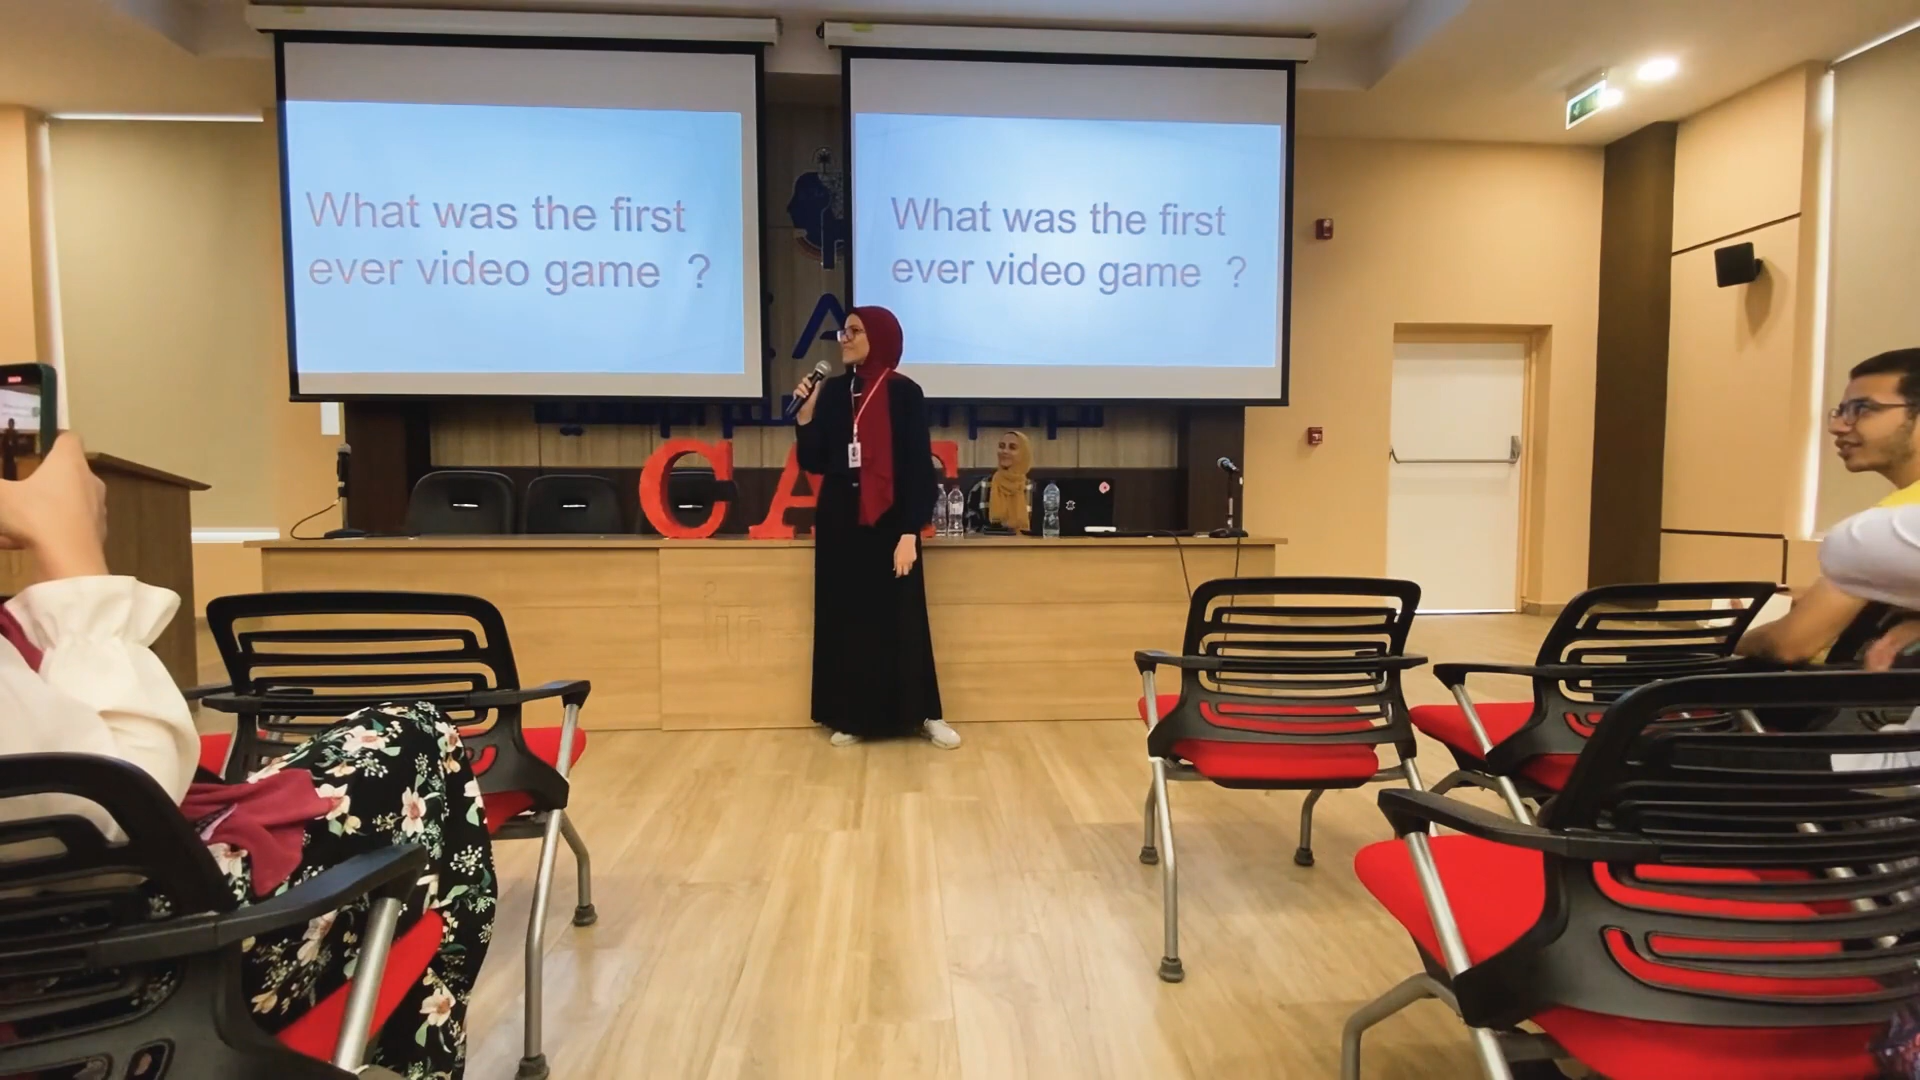 What was the first
ever video game ?
What was the first
ever video game ?
CA